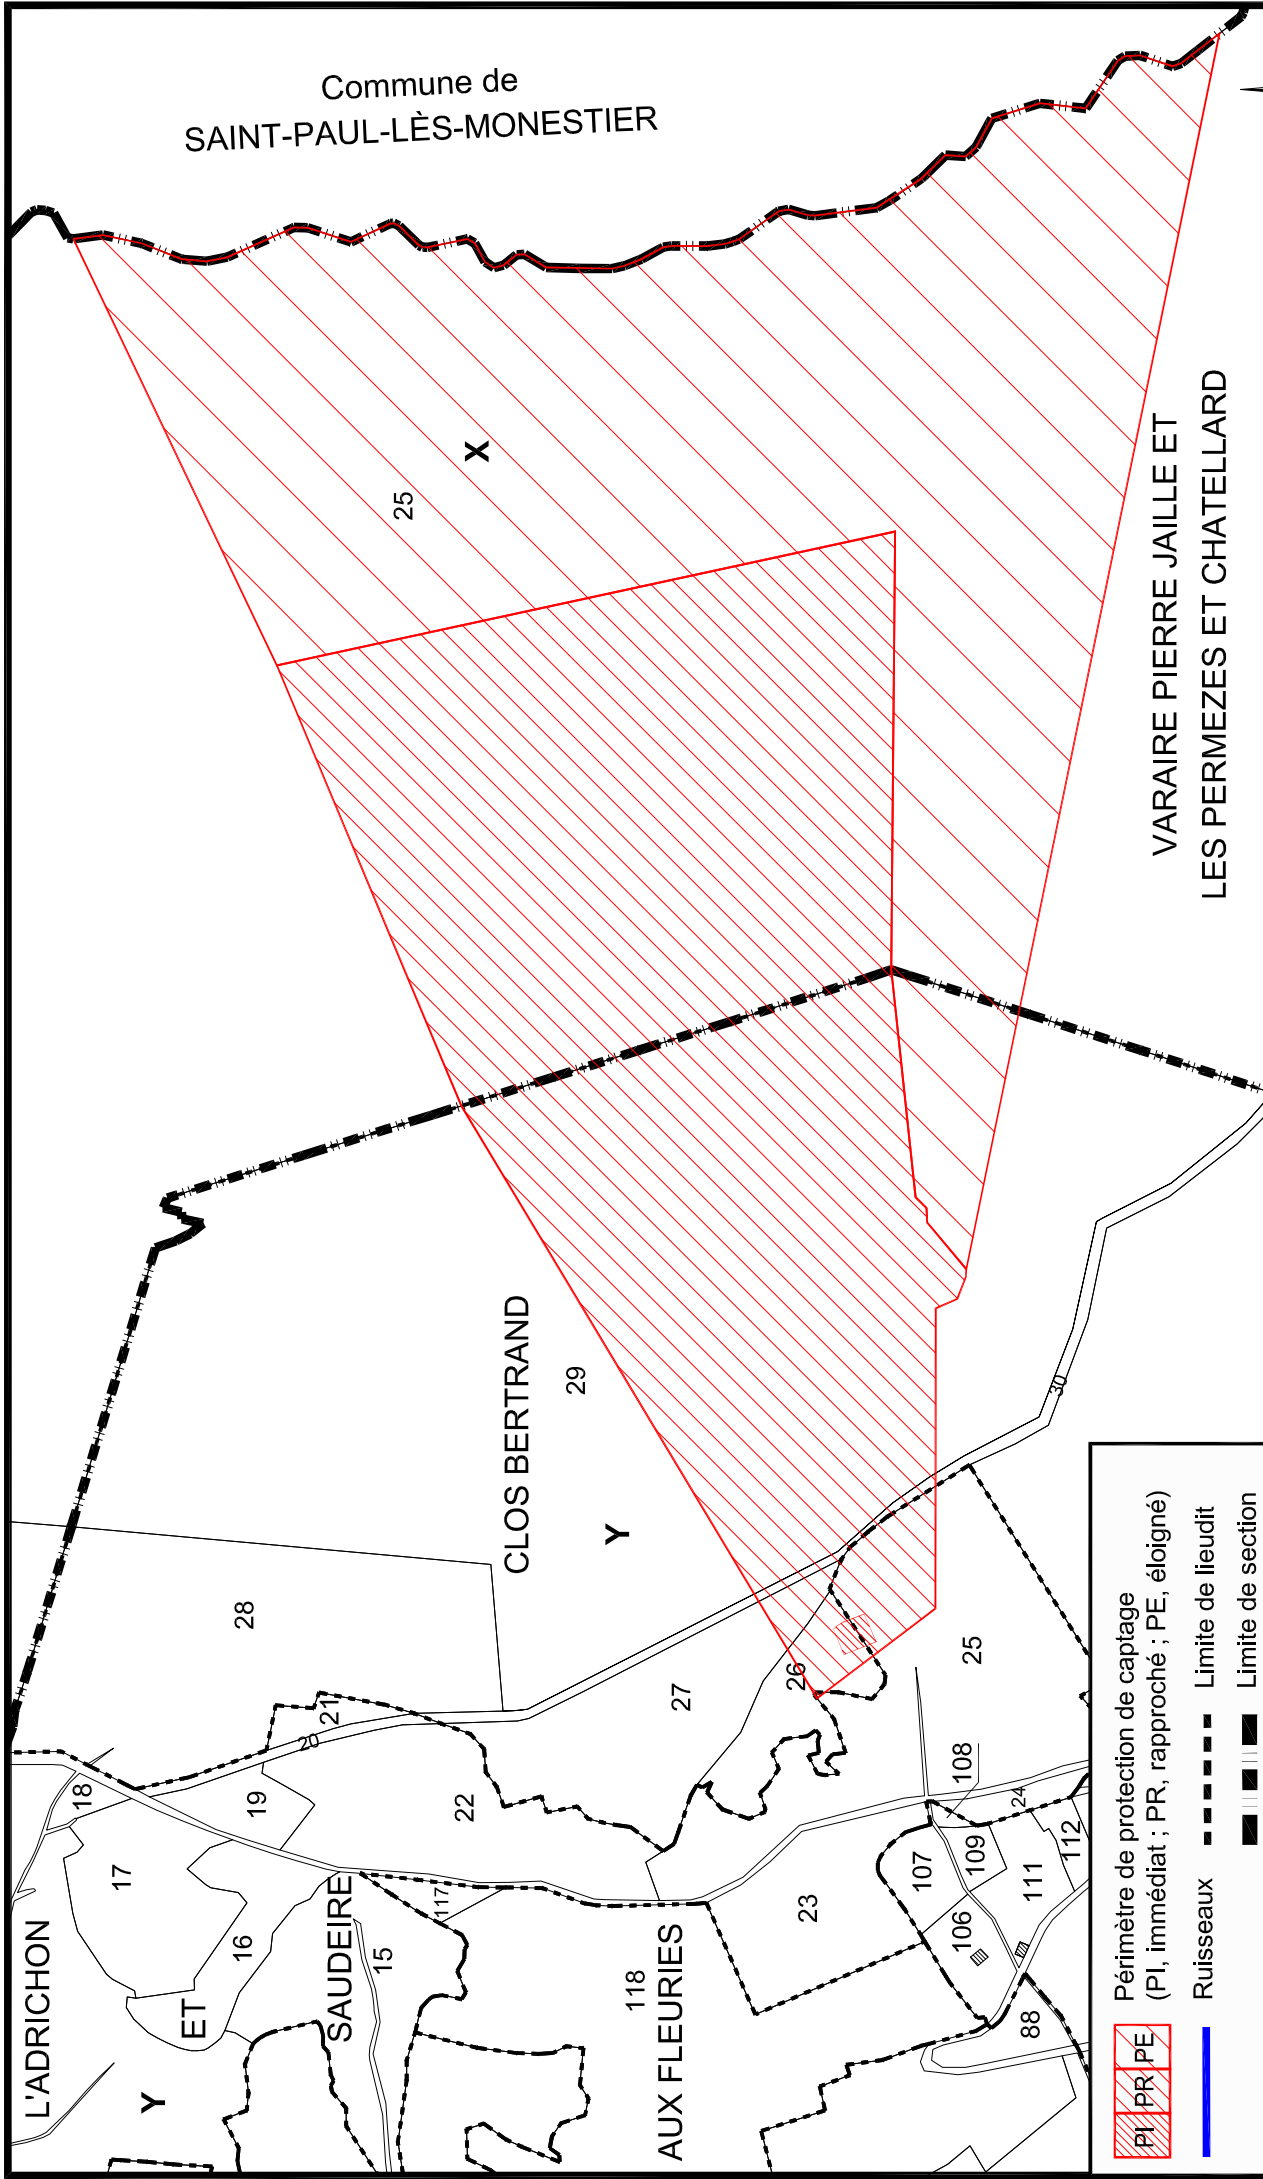 Commune de
SAINT-PAUL-LÈS-MONESTIER
X
25
VARAIRE PIERRE JAILLE ET
LES PERMEZES ET CHATELLARD
CLOS BERTRAND
29
Y
30
28
21
20
27
26
25
18
19
22
17
16
117
108
24
107
109
112
111
106
23
L'ADRICHON
ET
SAUDEIRE
15
118
AUX FLEURIES
88
Y
PI PR PE
Périmètre de protection de captage
(PI, immédiat ; PR, rapproché ; PE, éloigné)
Ruisseaux
Limite de lieudit
Limite de section